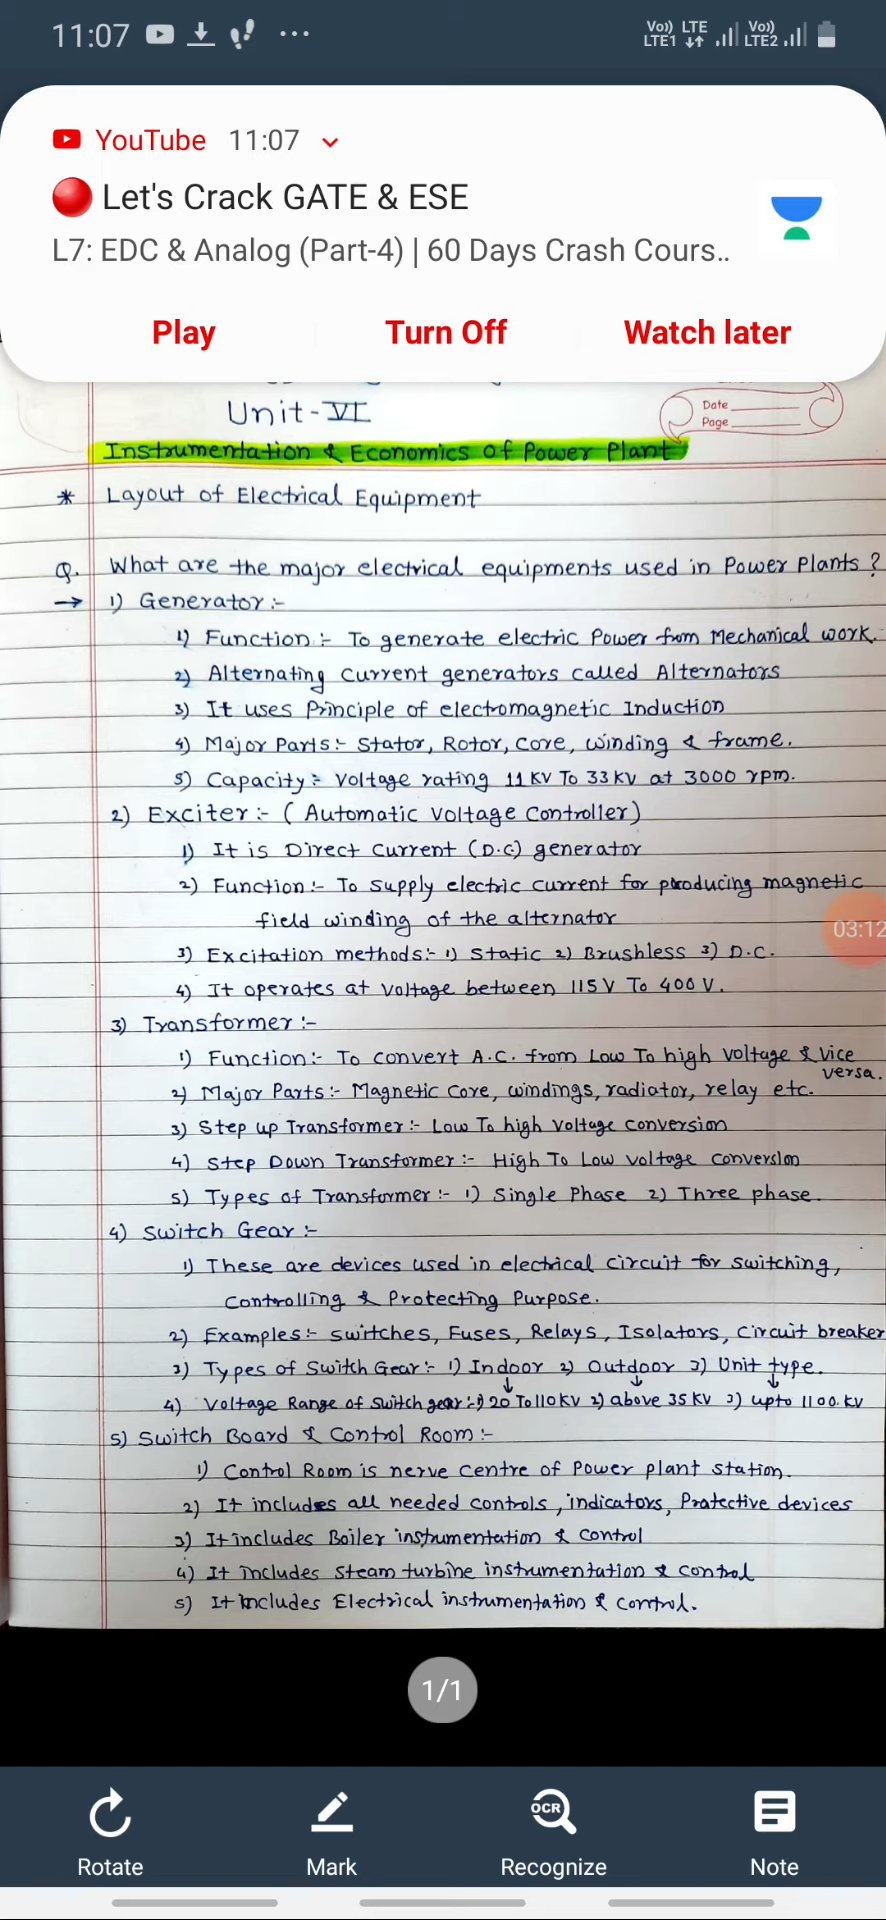 11:07
Vo)) LTE Vo))
LTE1 LTE2
YouTube 11:07
Let's Crack GATE & ESE
L7: EDC & Analog (Part-4) | 60 Days Crash Cours..
Play Turn Off Watch later
Unit-VI
Date
Page
Instrumentation & Economics of Power Plant
* Layout of Electrical Equipment
Q. What are the major electrical equipments used in Power Plants?
→ 1) Generator:-
1) Function:- To generate electric Power from Mechanical work.
2) Alternating current generators called Alternators
3) It uses Principle of electromagnetic Induction
4) Major Parts:- Stator, Rotor, Core, winding & frame.
5) Capacity:- Voltage rating 11 KV To 33 KV at 3000 rpm.
2) Exciter:- (Automatic Voltage Controller)
1) It is Direct Current (D.C) generator
2) Function:- To supply electric current for producing magnetic
field winding of the alternator
03:12
3) Excitation methods:- 1) Static 2) Brushless 3) D.C.
4) It operates at voltage between 115 V To 400 V.
3) Transformer:-
1) Function:- To convert A.C. from Low To high Voltage & vice
versa.
2) Major Parts:- Magnetic core, windings, radiator, relay etc.
3) Step up Transformer:- Low To high Voltage conversion
4) Step Down Transformer:- High To Low voltage conversion
5) Types of Transformer:- 1) Single Phase 2) Three phase.
4) Switch Gear:-
1) These are devices used in electrical circuit for switching,
Controlling & Protecting Purpose.
2) Examples:- Switches, Fuses, Relays, Isolators, Circuit breaker
3) Types of Switch Gear:- 1) Indoor 2) Outdoor 3) Unit type.
4) Voltage Range of Switch gear:- 1) 20 To 110 KV 2) above 35 KV 3) upto 1100. KV
5) Switch Board & Control Room:-
1) Control Room is nerve centre of Power plant station.
2) It includes all needed controls, indicators, Protective devices
3) It includes Boiler instrumentation & control
4) It includes Steam turbine instrumentation & control
5) It includes Electrical instrumentation & control.
1/1
OCR
Rotate Mark Recognize Note